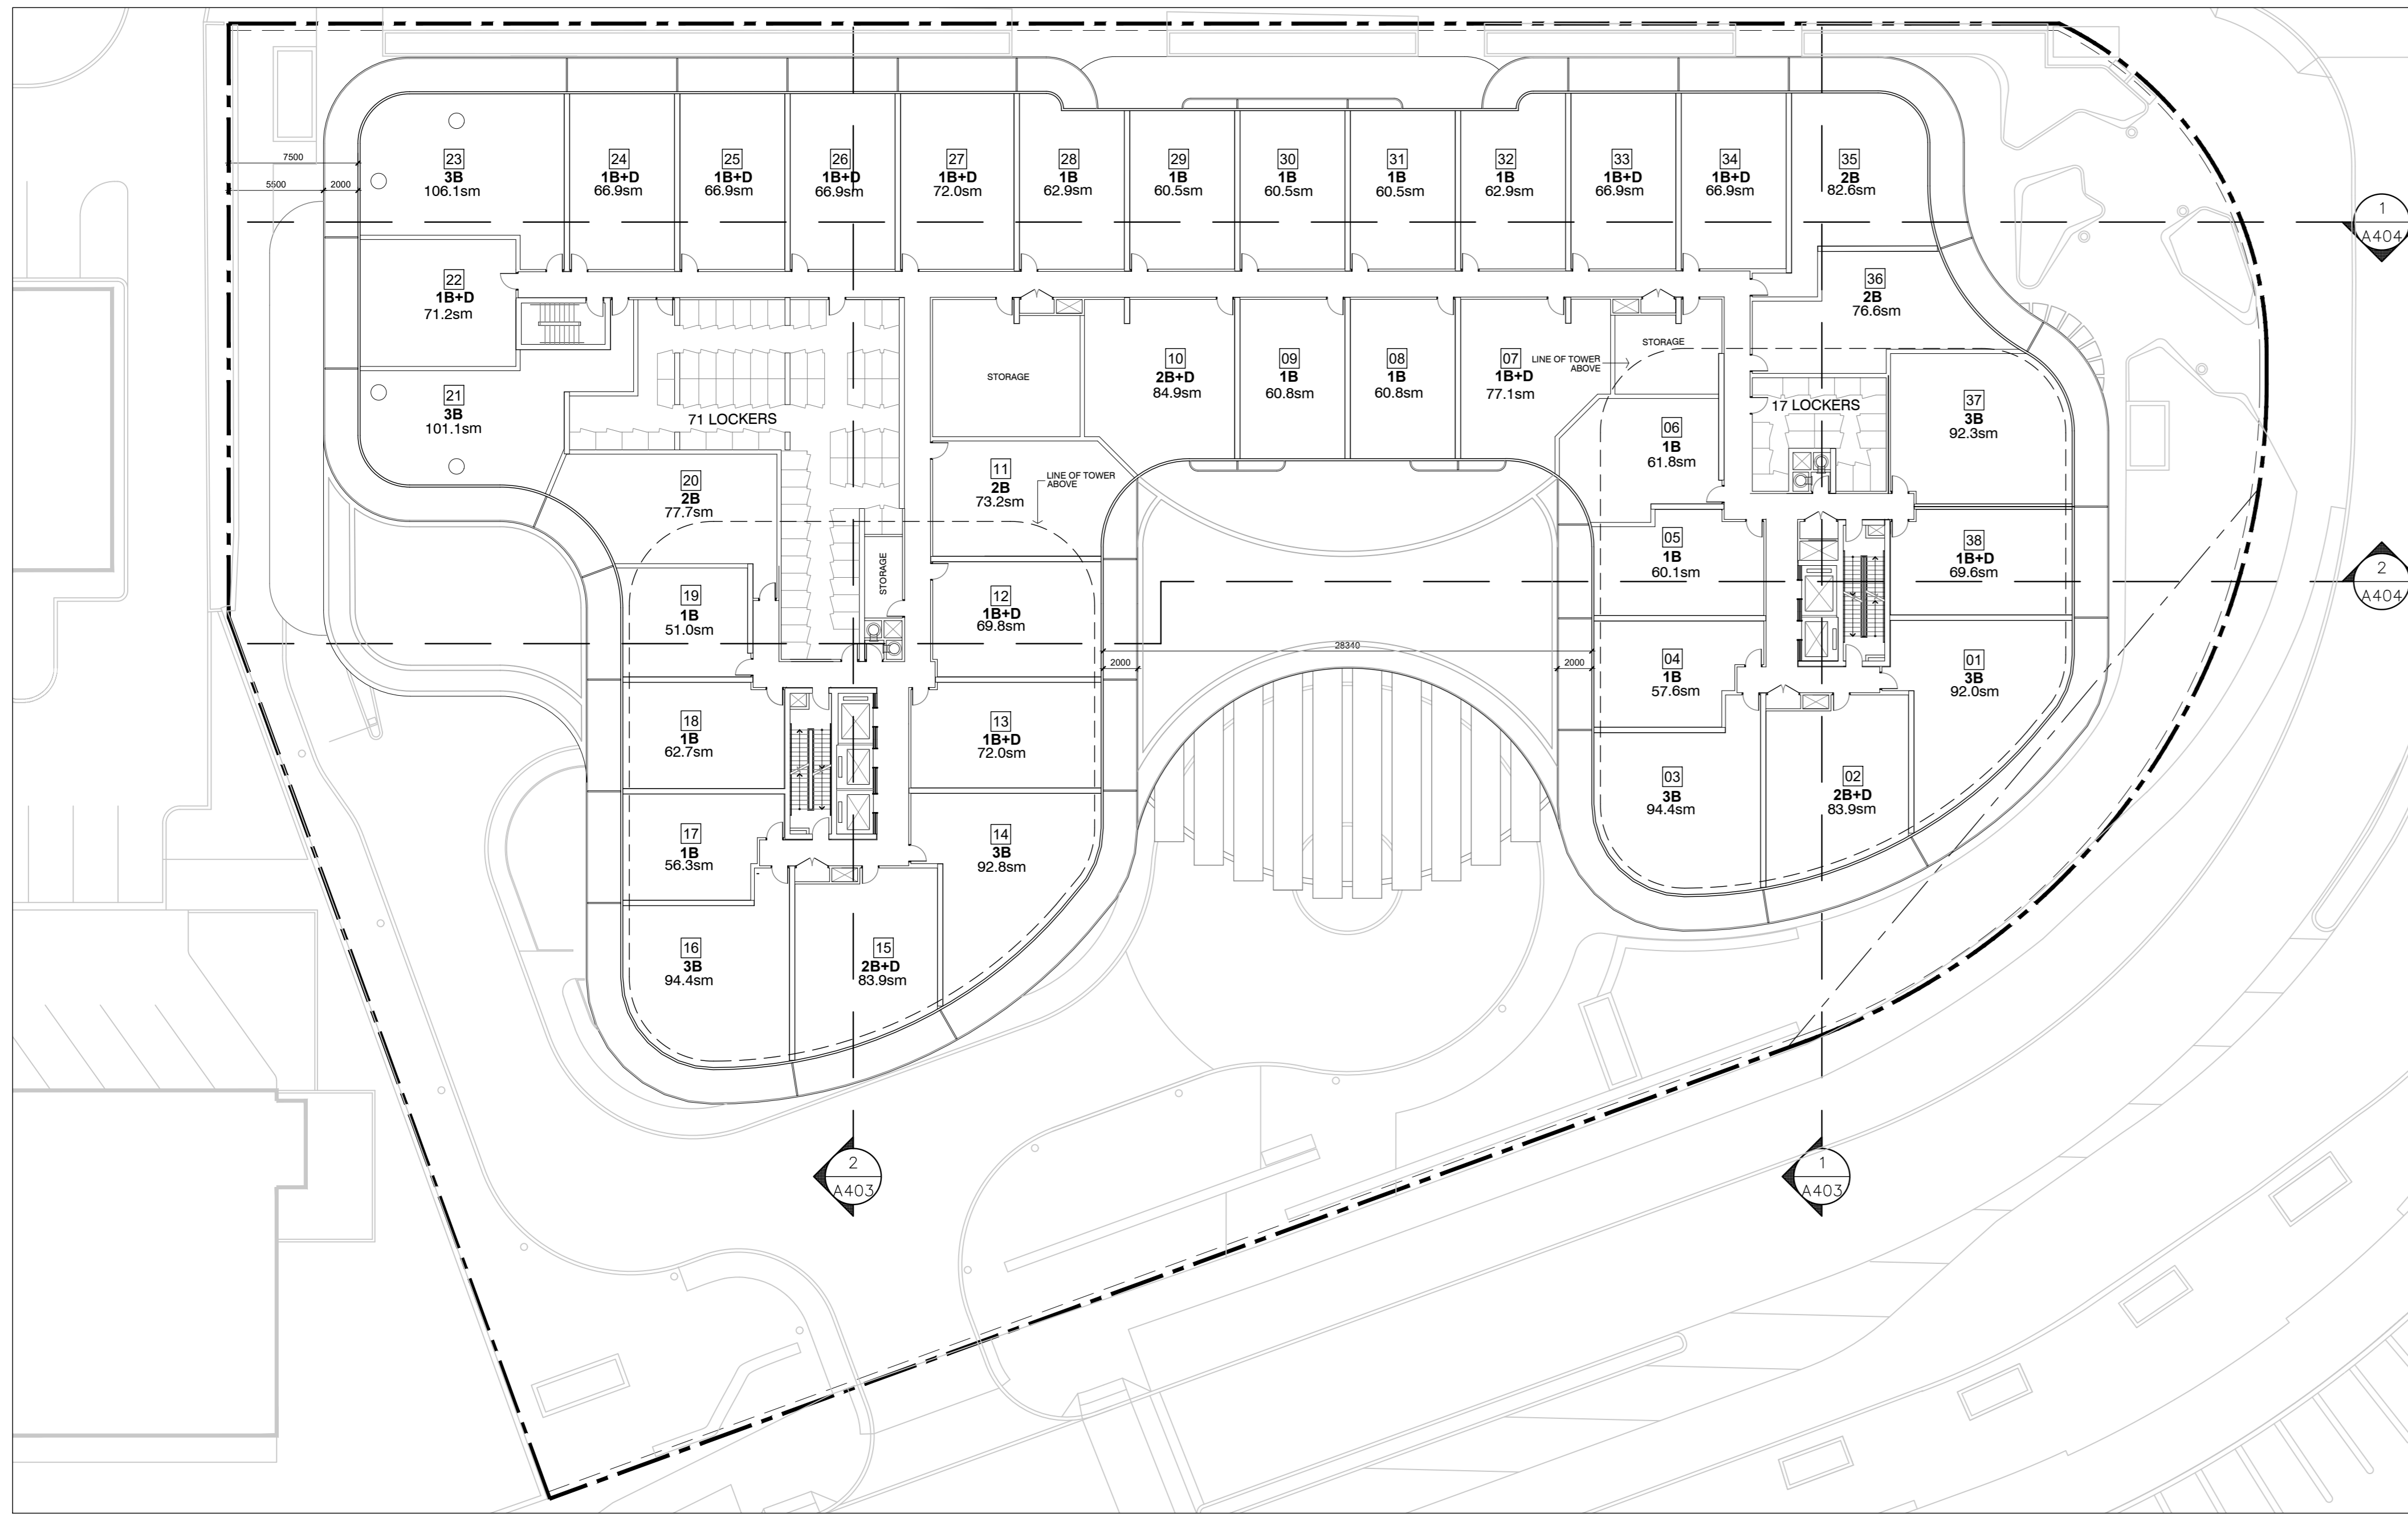 7500
5500
2000
23
3B
106.1sm
24
1B+D
66.9sm
25
1B+D
66.9sm
26
1B+D
66.9sm
27
1B+D
72.0sm
28
1B
62.9sm
29
1B
60.5sm
30
1B
60.5sm
31
1B
60.5sm
32
1B
62.9sm
33
1B+D
66.9sm
34
1B+D
66.9sm
35
2B
82.6sm
1
A404
22
1B+D
71.2sm
36
2B
76.6sm
21
3B
101.1sm
71 LOCKERS
STORAGE
10
2B+D
84.9sm
09
1B
60.8sm
08
1B
60.8sm
07
1B+D
77.1sm
LINE OF TOWER
ABOVE
STORAGE
06
1B
61.8sm
17 LOCKERS
37
3B
92.3sm
20
2B
77.7sm
11
2B
73.2sm
LINE OF TOWER
ABOVE
STORAGE
05
1B
60.1sm
38
1B+D
69.6sm
2
A404
19
1B
51.0sm
12
1B+D
69.8sm
28340
2000
2000
04
1B
57.6sm
01
3B
92.0sm
18
1B
62.7sm
13
1B+D
72.0sm
03
3B
94.4sm
02
2B+D
83.9sm
17
1B
56.3sm
14
3B
92.8sm
16
3B
94.4sm
15
2B+D
83.9sm
2
A403
1
A403